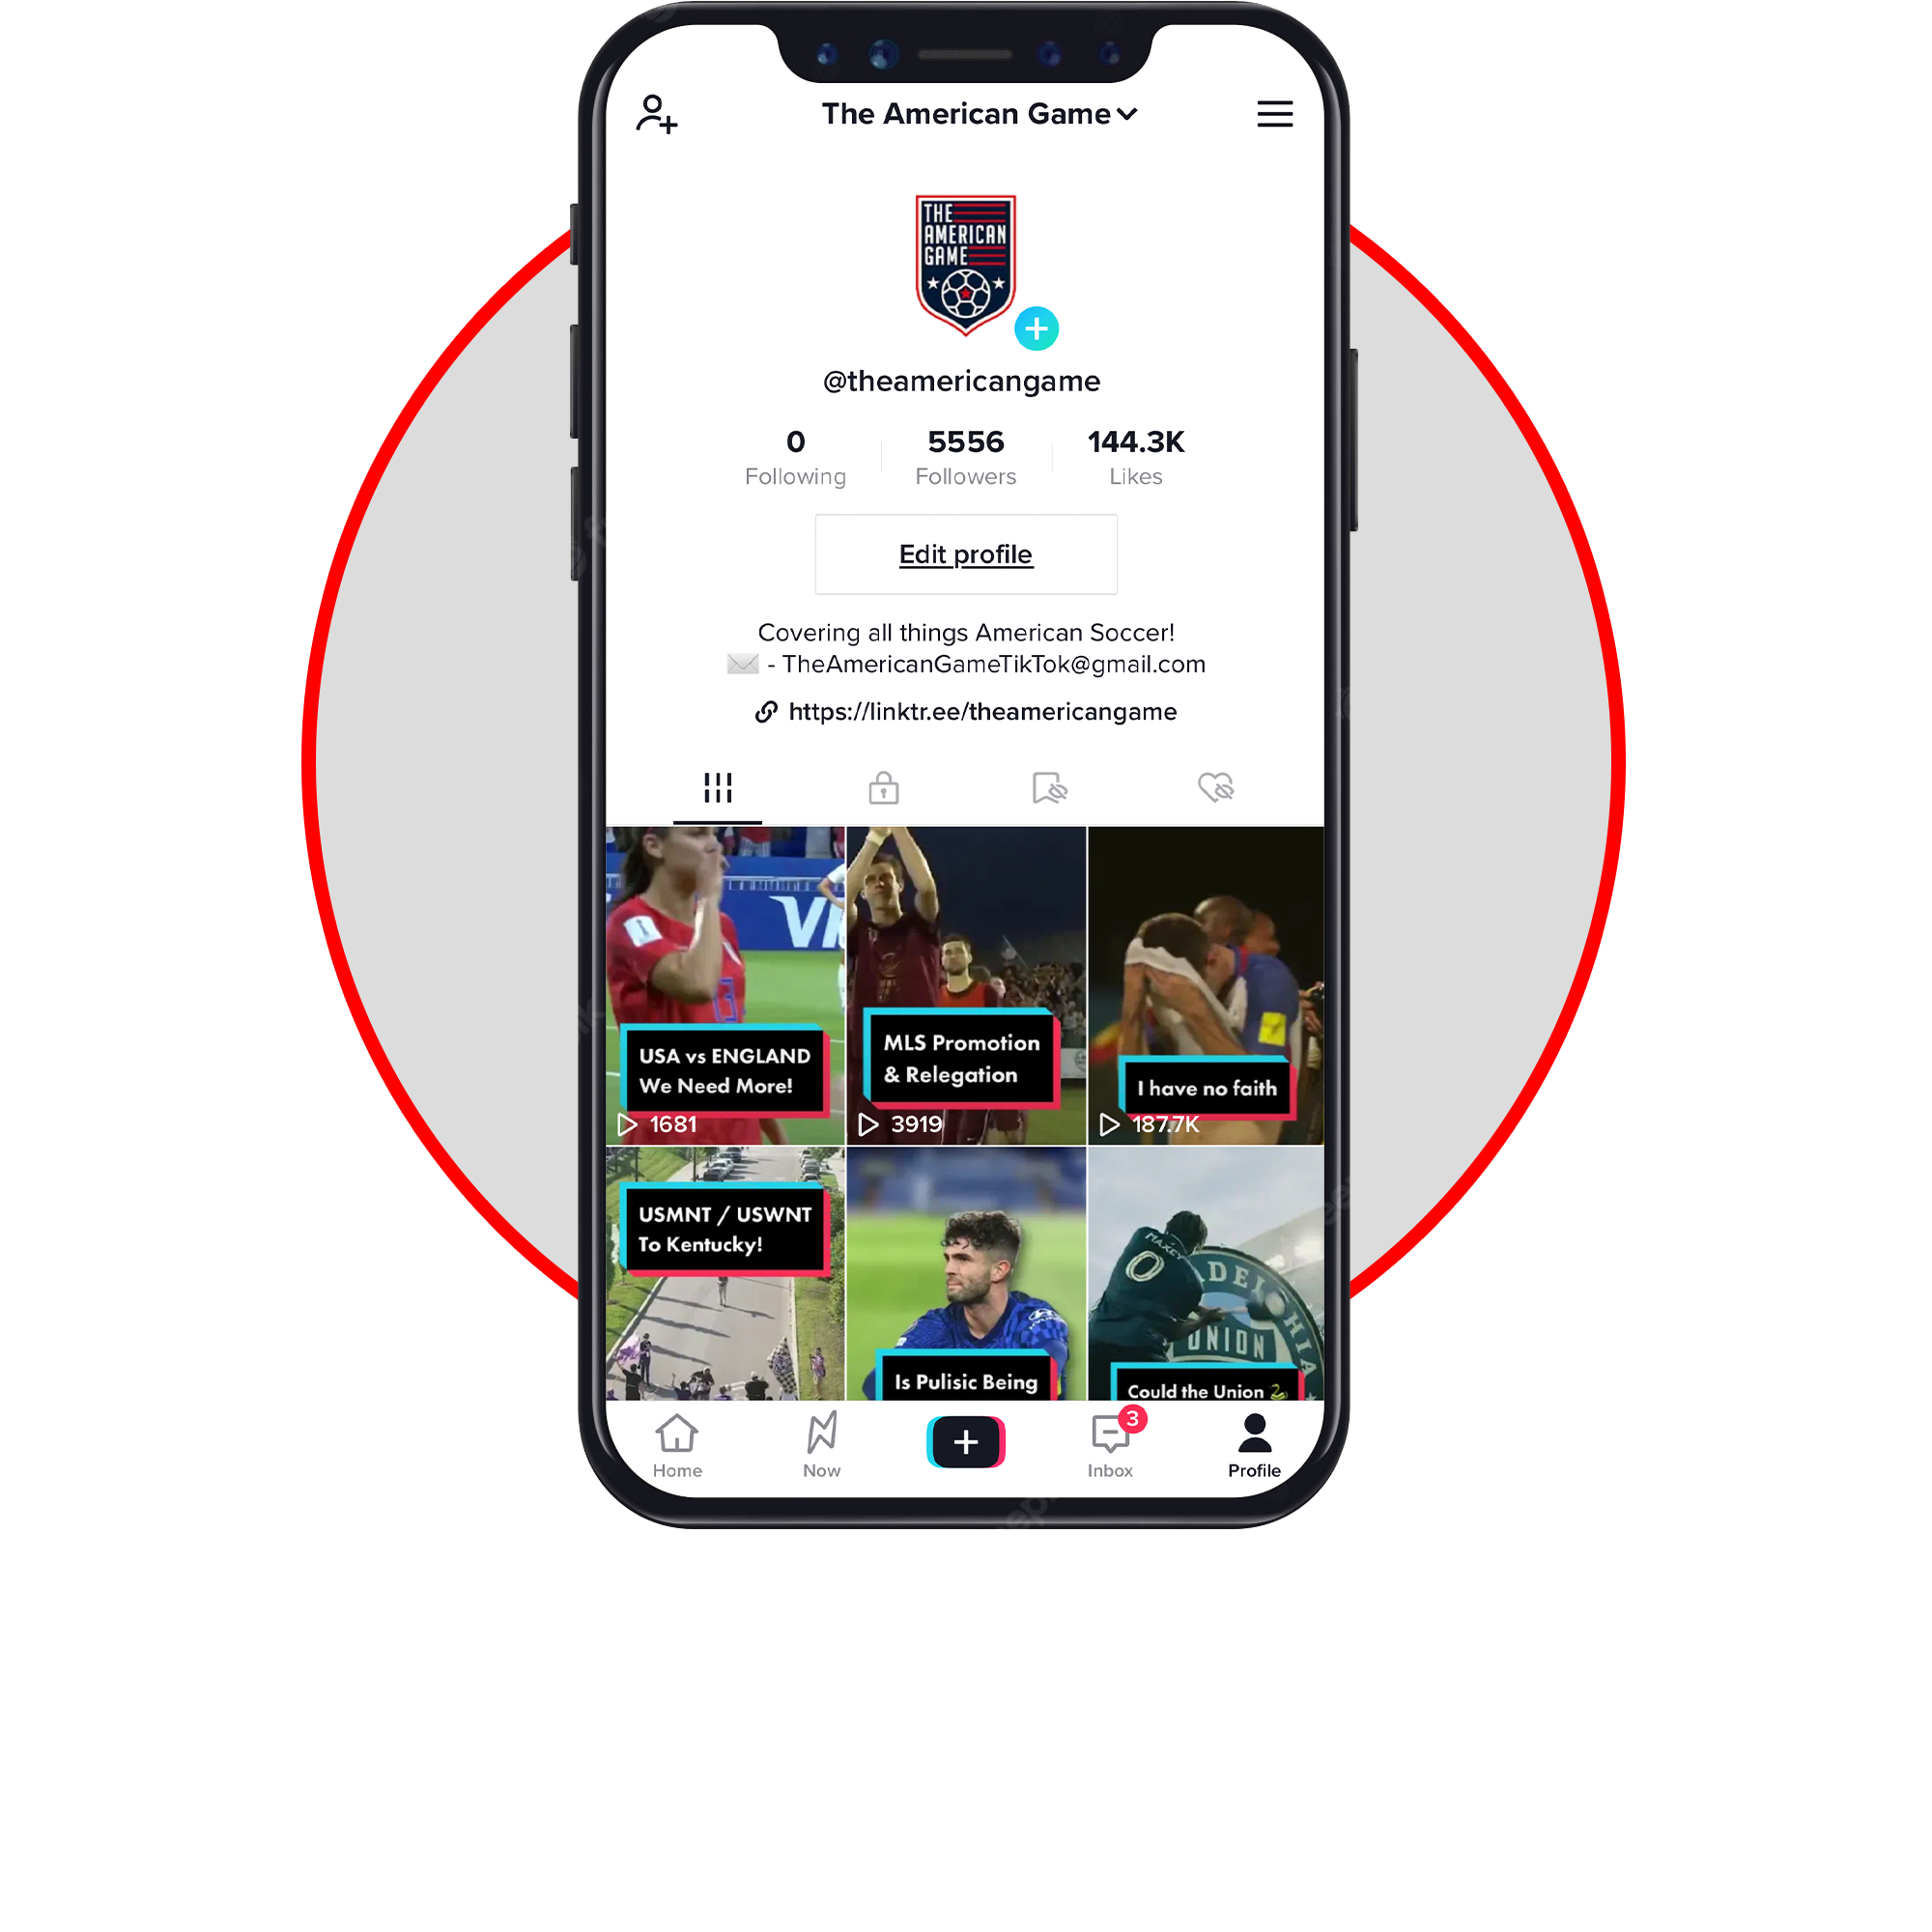 The American Game
THE
AMERICAN
GAME
@theamericangame
0
5556
144.3K
Following
Followers
Likes
Edit profile
Covering all things American Soccer!
- TheAmericanGameTikTok@gmail.com
https://linktr.ee/theamericangame
USA vs ENGLAND
We Need More!
1681
MLS Promotion
& Relegation
3919
I have no faith
187.7K
USMNT / USWNT
To Kentucky!
Is Pulisic Being
MAXEY
0
UNION
Could the Union
3
Home
Now
Inbox
Profile